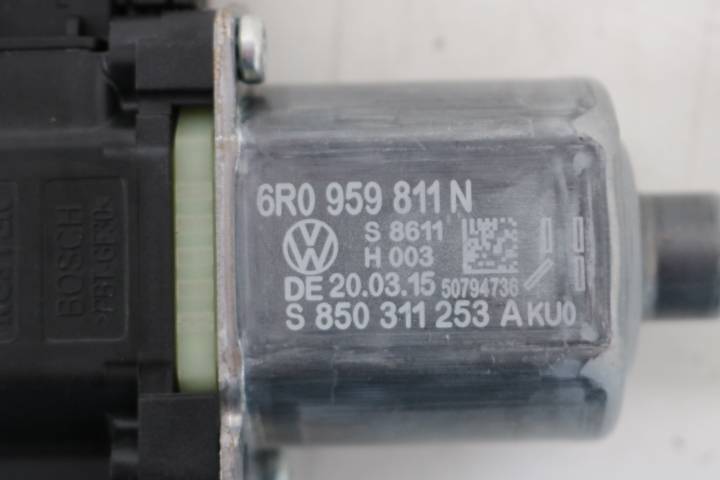 6R0 959 811 N
S 8611
H 003
DE 20.03.15 50794736
S 850 311 253 A KU0
BOSCH